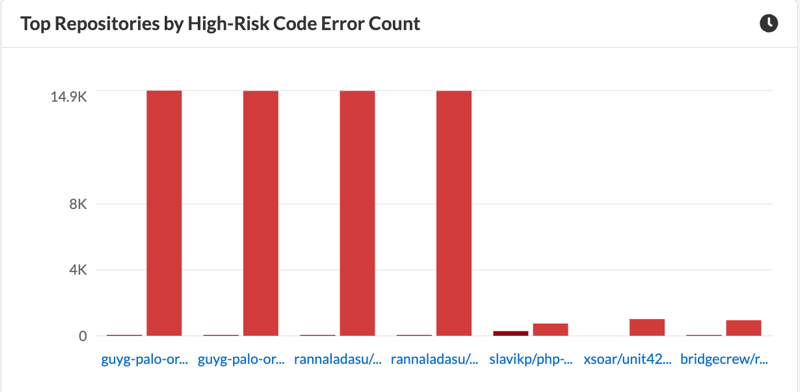 Top Repositories by High-Risk Code Error Count
14.9K
8K
4K
0
guyg-palo-or...
guyg-palo-or...
rannaladasu/...
rannaladasu/...
slavikp/php-...
xsoar/unit42...
bridgecrew/r...